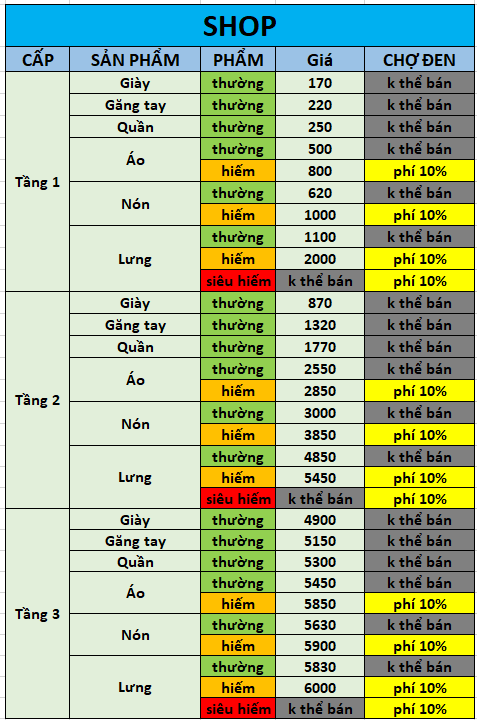 SHOP
CẤP SẢN PHẨM PHẨM Giá CHỢ ĐEN
Tầng 1 Giày thường 170 k thể bán
Găng tay thường 220 k thể bán
Quần thường 250 k thể bán
Áo thường 500 k thể bán
hiếm 800 phí 10%
Nón thường 620 k thể bán
hiếm 1000 phí 10%
Lưng thường 1100 k thể bán
hiếm 2000 phí 10%
siêu hiếm k thể bán phí 10%
Tầng 2 Giày thường 870 k thể bán
Găng tay thường 1320 k thể bán
Quần thường 1770 k thể bán
Áo thường 2550 k thể bán
hiếm 2850 phí 10%
Nón thường 3000 k thể bán
hiếm 3850 phí 10%
Lưng thường 4850 k thể bán
hiếm 5450 phí 10%
siêu hiếm k thể bán phí 10%
Tầng 3 Giày thường 4900 k thể bán
Găng tay thường 5150 k thể bán
Quần thường 5300 k thể bán
Áo thường 5450 k thể bán
hiếm 5850 phí 10%
Nón thường 5630 k thể bán
hiếm 5900 phí 10%
Lưng thường 5830 k thể bán
hiếm 6000 phí 10%
siêu hiếm k thể bán phí 10%